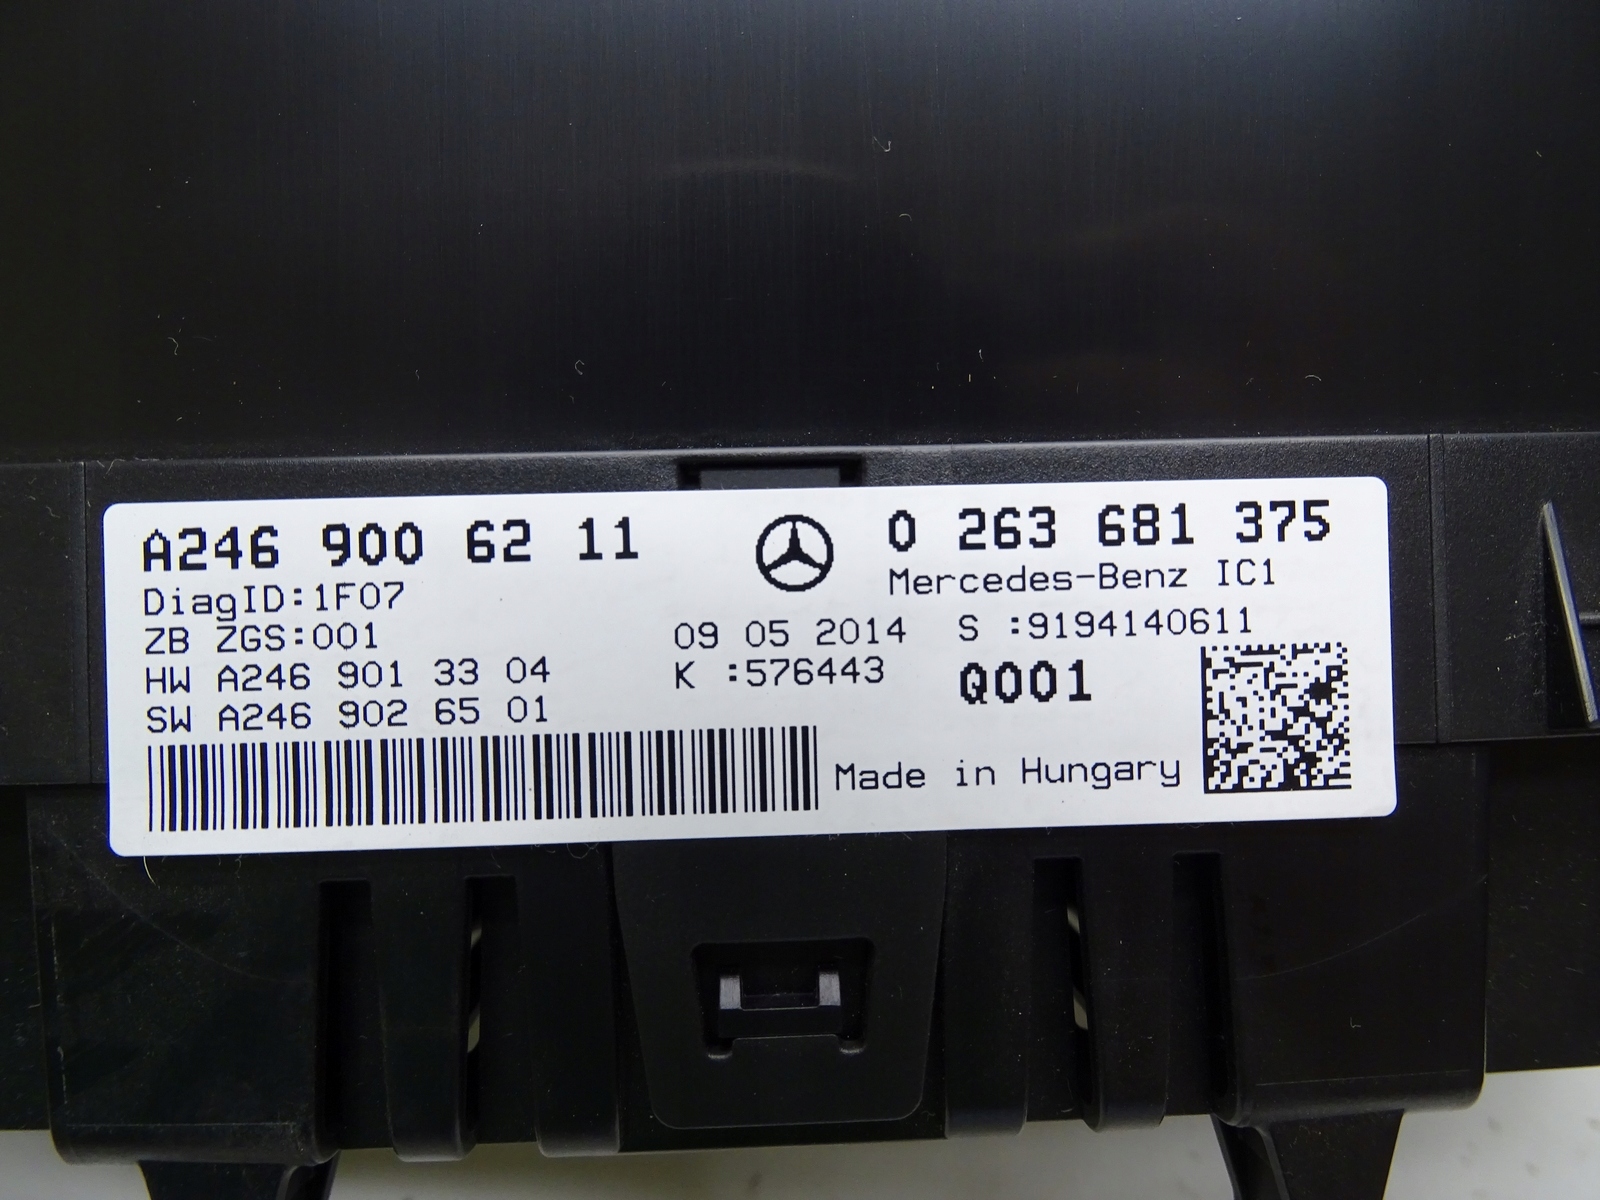 A246 900 62 11
0 263 681 375
DiagID:1F07
Mercedes-Benz IC1
ZB ZGS:001
09 05 2014
S :9194140611
HW A246 901 33 04
K :576443
Q001
SW A246 902 65 01
Made in Hungary